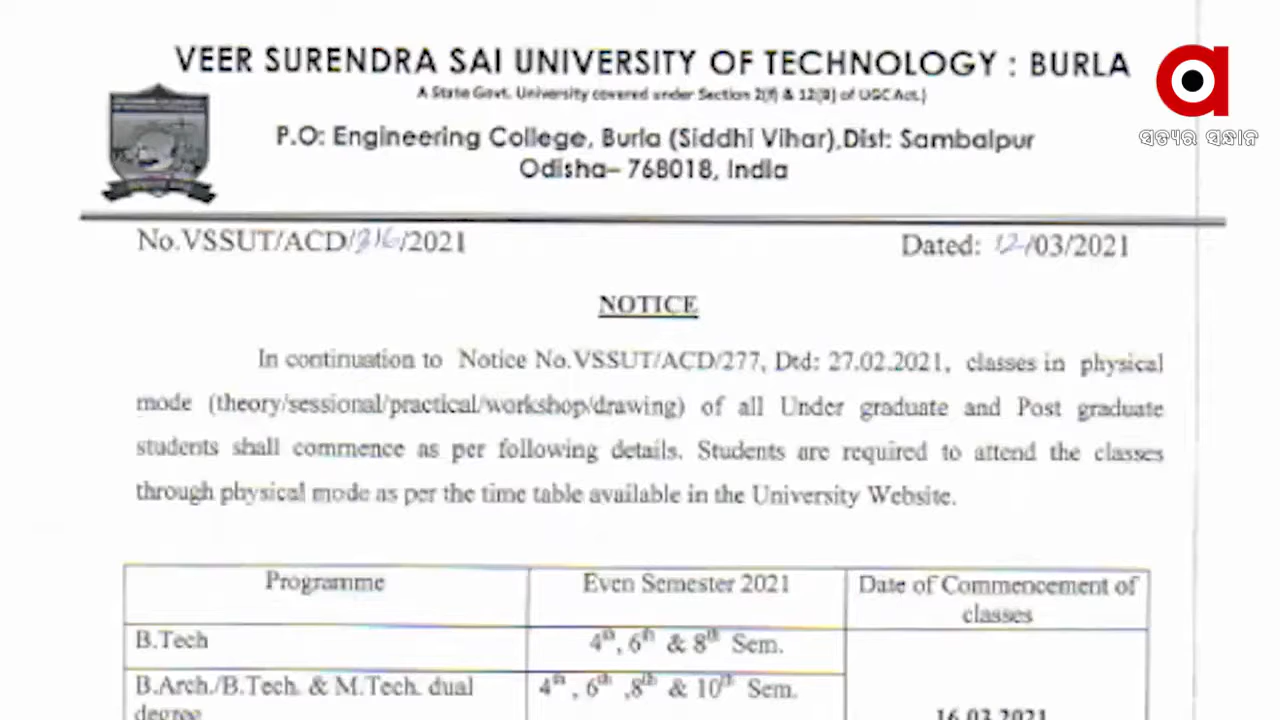 VEER SURENDRA SAI UNIVERSITY OF TECHNOLOGY : BURLA
A State Govt. University covered under Section 2(f) & 12(B) of UGC Act.)
P.O: Engineering College, Burla (Siddhi Vihar),Dist: Sambalpur
Odisha– 768018, India
ସତ୍ୟର ସନ୍ଧାନ
No.VSSUT/ACD/316/2021
Dated: 12/03/2021
NOTICE
In continuation to Notice No.VSSUT/ACD/277, Dtd: 27.02.2021, classes in physical
mode (theory/sessional/practical/workshop/drawing) of all Under graduate and Post graduate
students shall commence as per following details. Students are required to attend the classes
through physical mode as per the time table available in the University Website.
Programme
Even Semester 2021
Date of Commencement of
classes
B.Tech
4th, 6th & 8th Sem.
B.Arch./B.Tech. & M.Tech. dual
degree
4th , 6th ,8th & 10th Sem.
16.03.2021